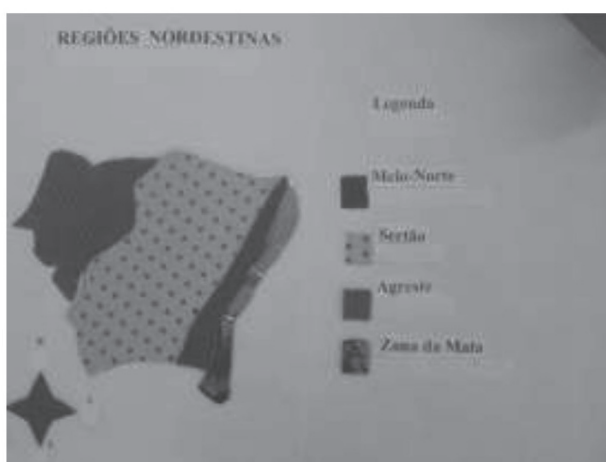 REGIÕES NORDESTINAS
Legenda
Meio-Norte
Sertão
Agreste
Zona da Mata